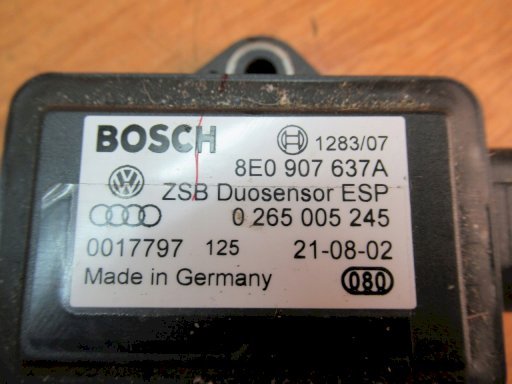 BOSCH 1283/07
8E0 907 637A
ZSB Duosensor ESP
0 265 005 245
0017797 125 21-08-02
Made in Germany 080